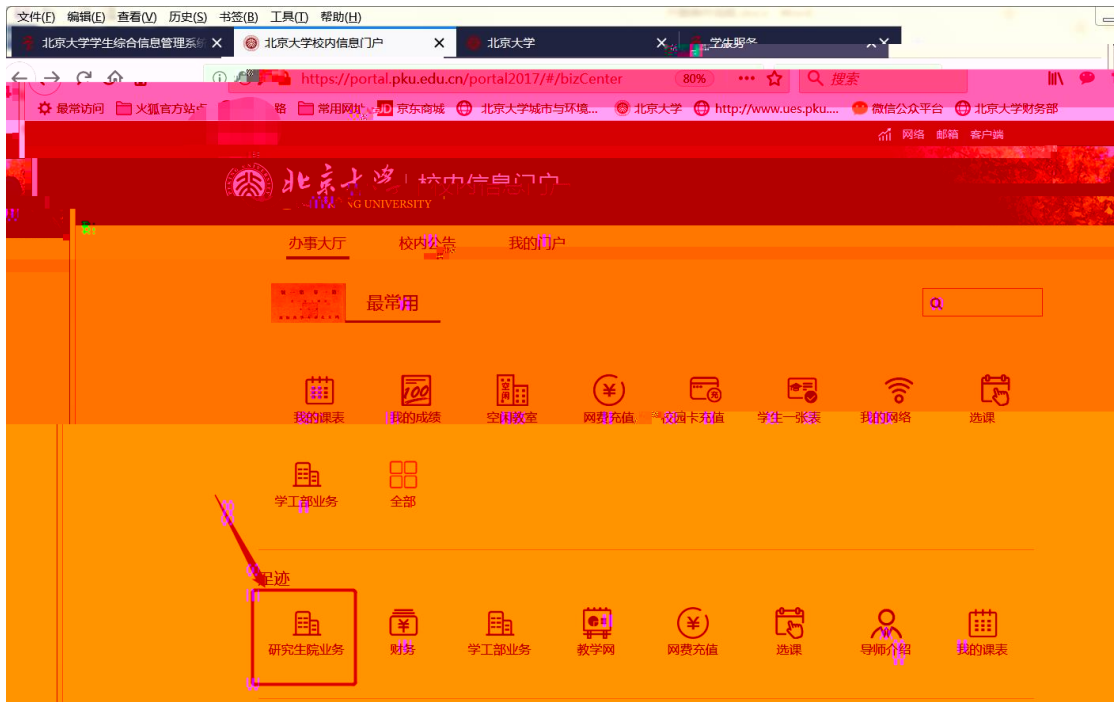 文件(F) 编辑(E) 查看(V) 历史(S) 书签(B) 工具(T) 帮助(H)
北京大学学生综合信息管理系统 北京大学校内信息门户 北京大学
https://portal.pku.edu.cn/portal2017/#/bizCenter 80% 搜索
最常访问 火狐官方站点 常用网址 JD 京东商城 北京大学城市与环境... 北京大学 http://www.ues.pku.... 微信公众平台 北京大学财务部
网络 邮箱 客户端
北京大学 校内信息门户
办事大厅 校内公告 我的门户
最常用
我的课表 我的成绩 空闲教室 网费充值 校园卡充值 学生一张表 我的网络 选课
学工部业务 全部
足迹
研究生院业务 财务 学工部业务 教学网 网费充值 选课 导师介绍 我的课表